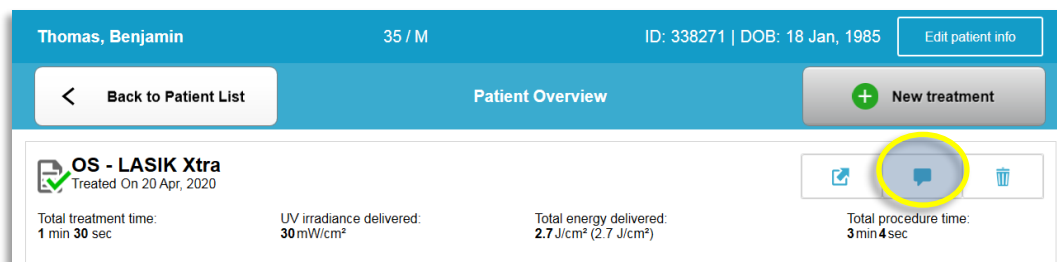 Thomas, Benjamin 35 / M ID: 338271 | DOB: 18 Jan, 1985 Edit patient info
Back to Patient List Patient Overview New treatment
OS - LASIK Xtra
Treated On 20 Apr, 2020
Total treatment time: UV irradiance delivered: Total energy delivered: Total procedure time:
1 min 30 sec 30 mW/cm² 2.7 J/cm² (2.7 J/cm²) 3 min 4 sec